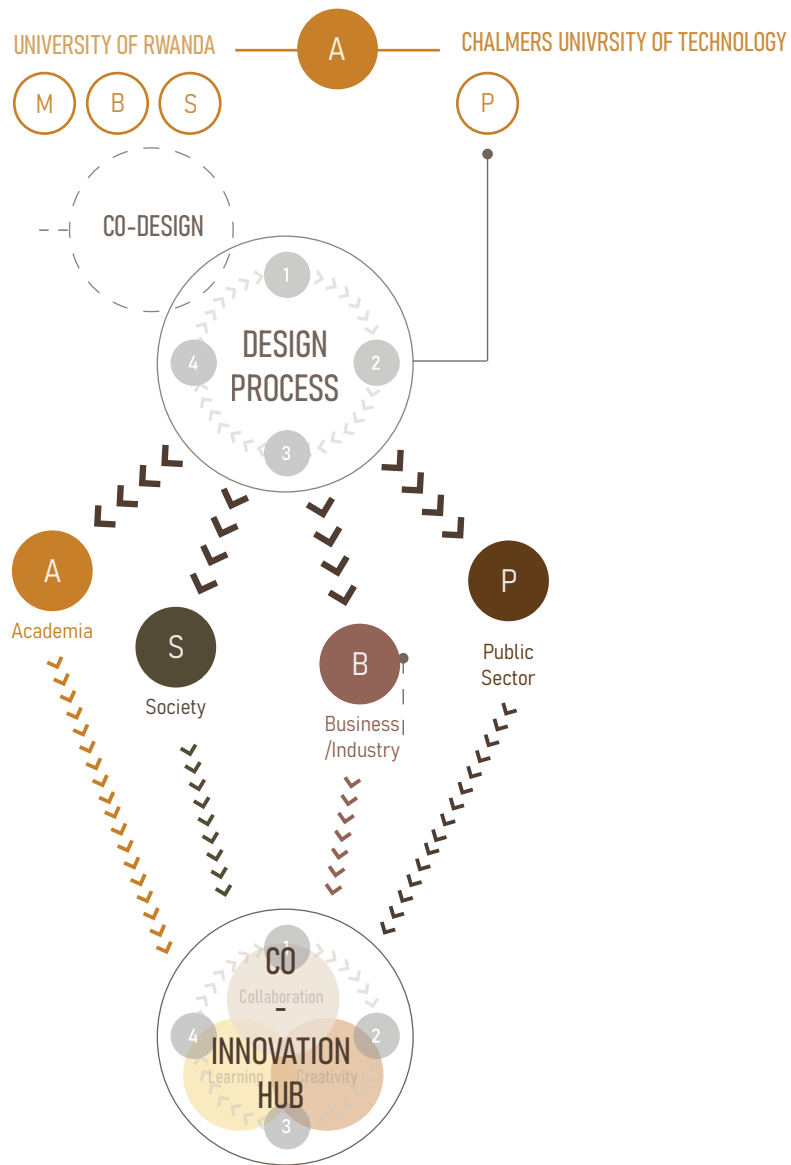 UNIVERSITY OF RWANDA
A
CHALMERS UNIVRSITY OF TECHNOLOGY
M
B
S
P
CO-DESIGN
1
4
DESIGN
PROCESS
2
3
A
Academia
S
Society
B
Business
/Industry
P
Public
Sector
1
CO
Collaboration
-
4
INNOVATION
2
Learning
Creativity
HUB
3